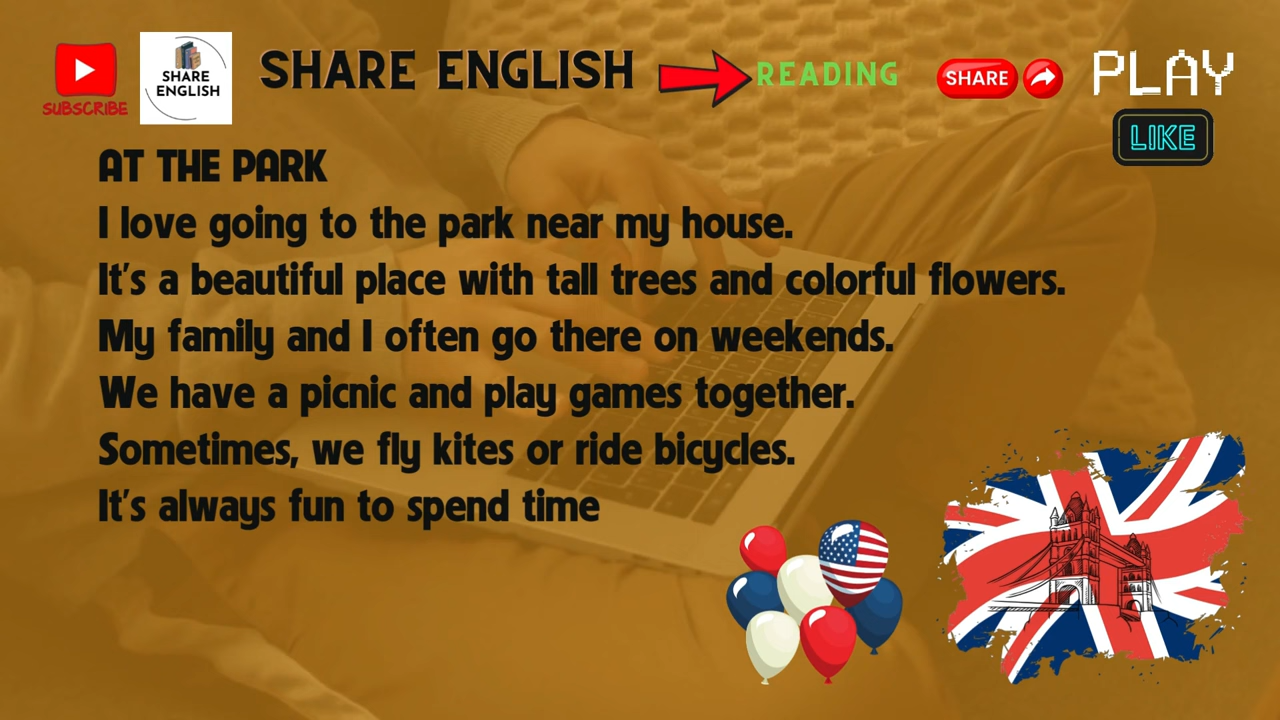 SUBSCRIBE
SHARE
ENGLISH
SHARE ENGLISH
READING
SHARE
PLAY
LIKE
AT THE PARK
I love going to the park near my house.
It's a beautiful place with tall trees and colorful flowers.
My family and I often go there on weekends.
We have a picnic and play games together.
Sometimes, we fly kites or ride bicycles.
It's always fun to spend time